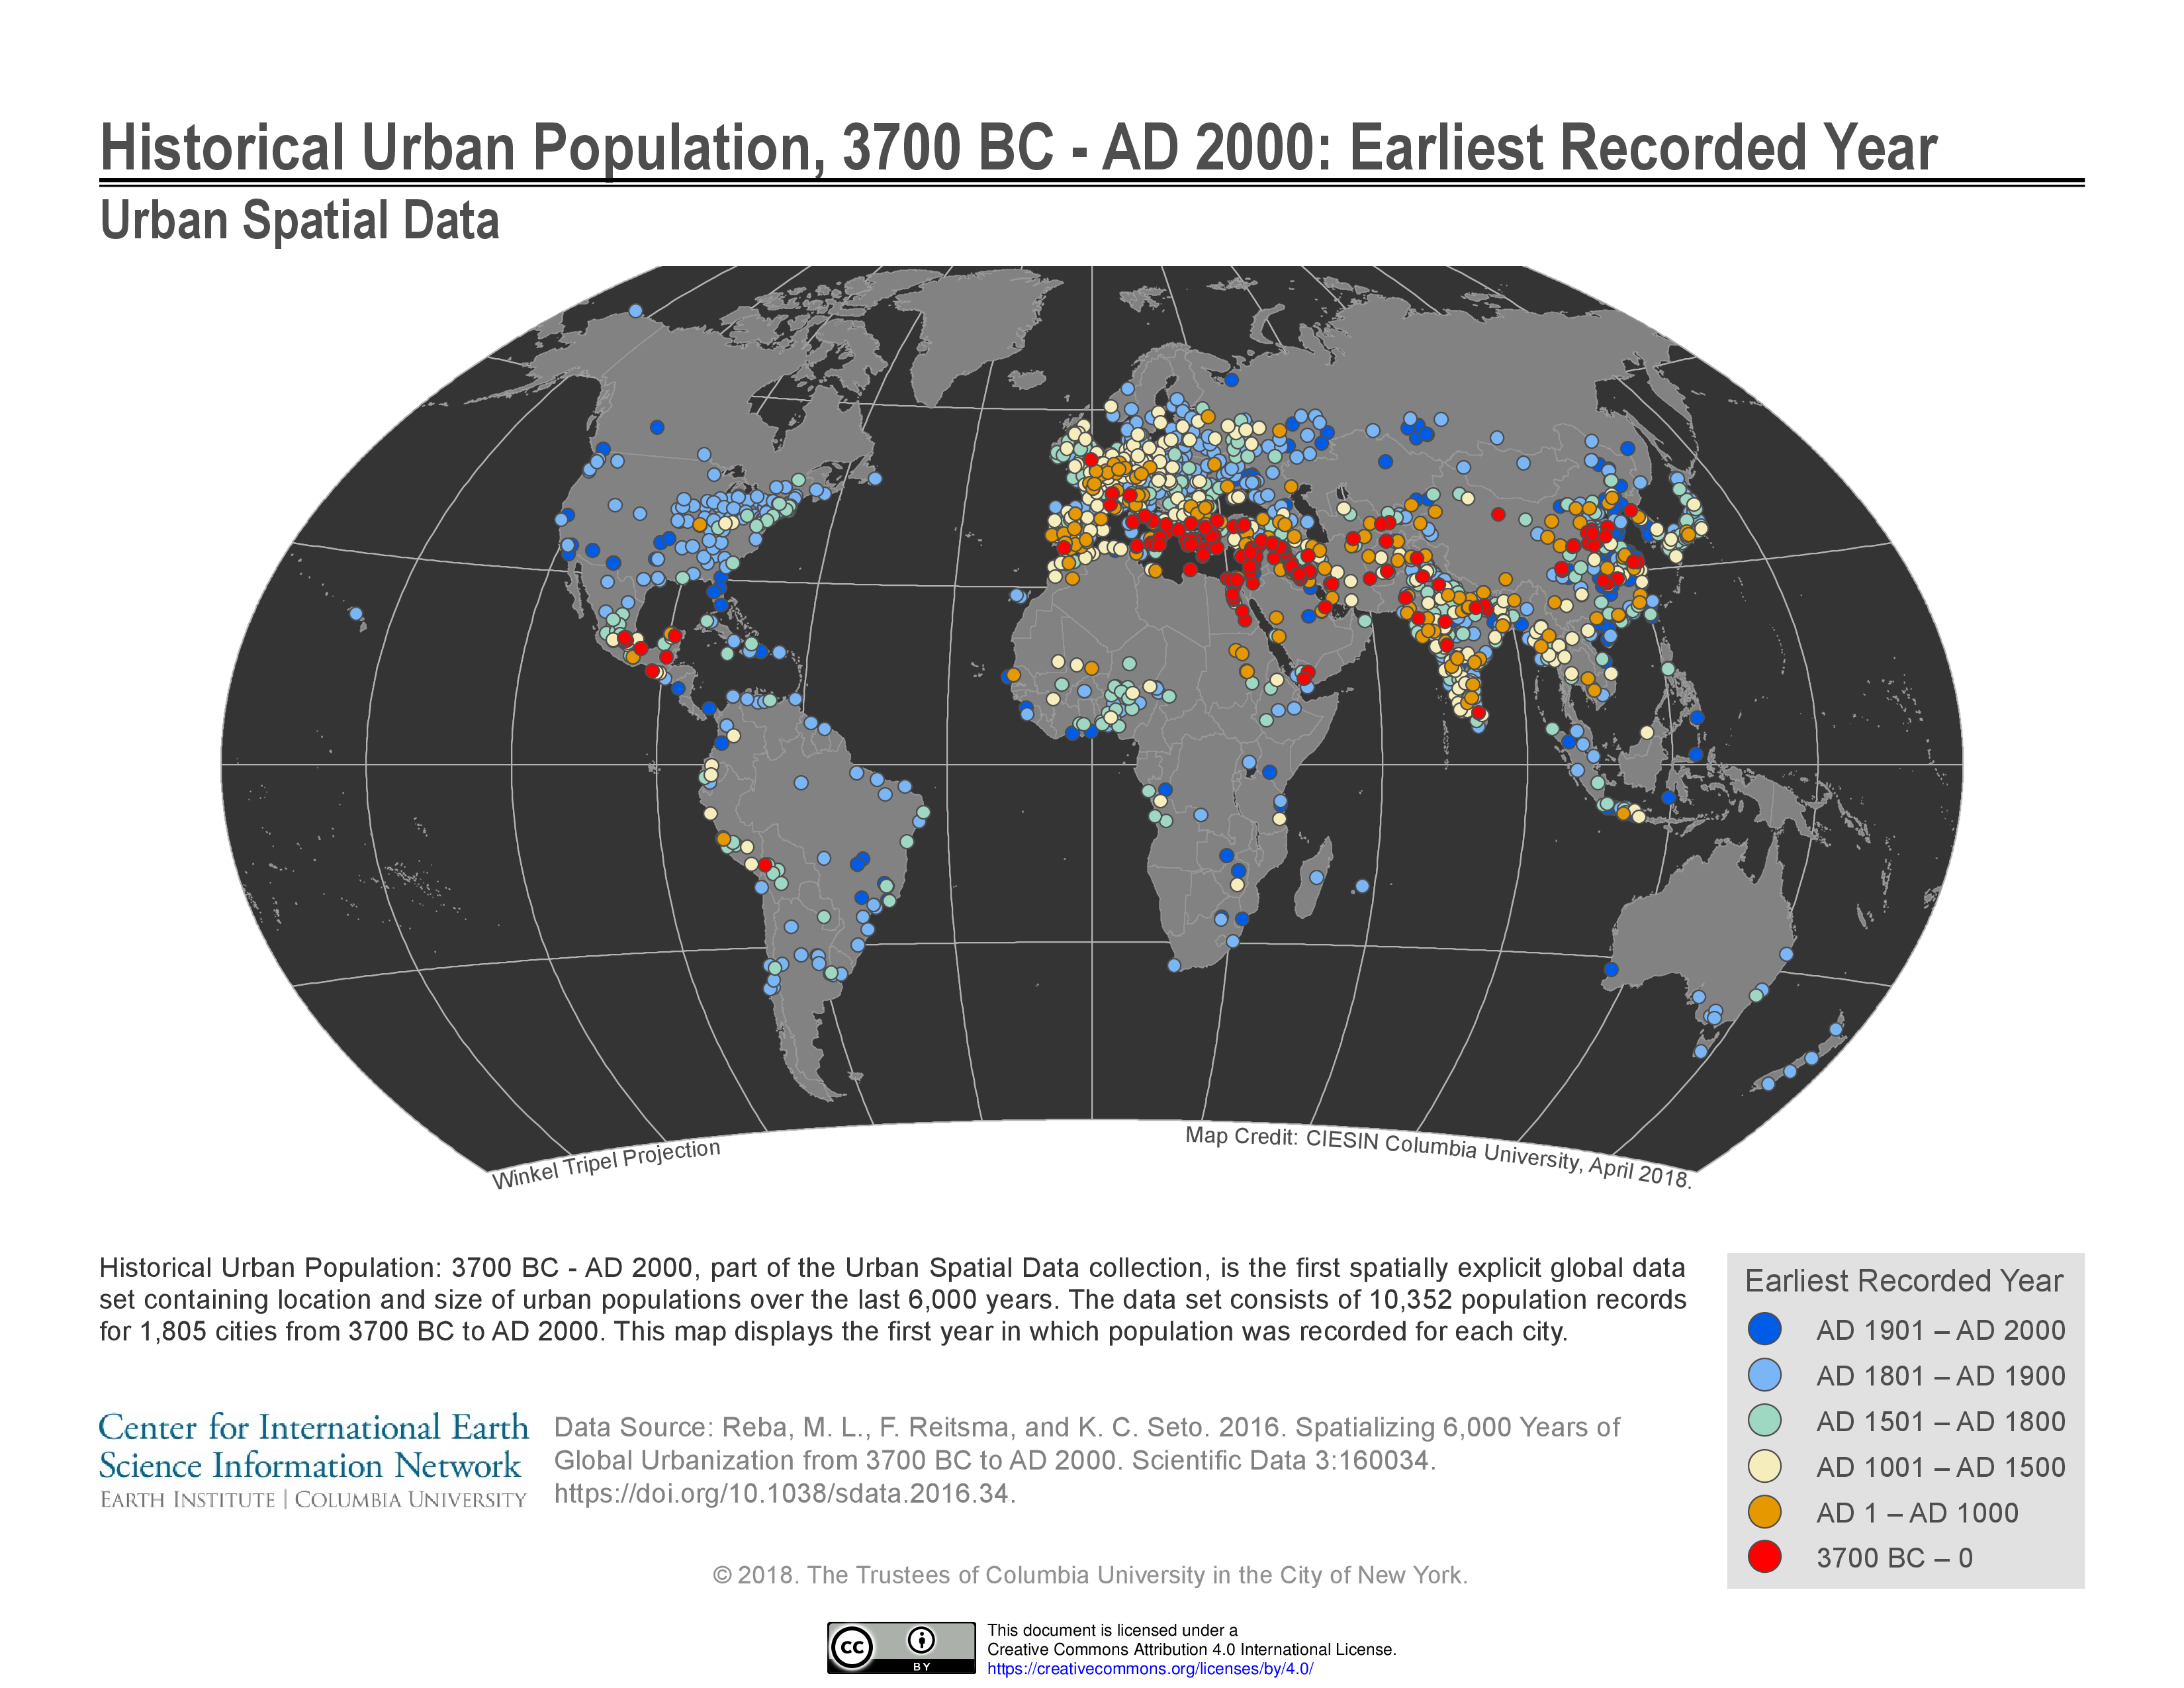 Historical Urban Population, 3700 BC - AD 2000: Earliest Recorded Year
Urban Spatial Data
Winkel Tripel Projection
Map Credit: CIESIN Columbia University, April 2018.
Historical Urban Population: 3700 BC - AD 2000, part of the Urban Spatial Data collection, is the first spatially explicit global data
set containing location and size of urban populations over the last 6,000 years. The data set consists of 10,352 population records
for 1,805 cities from 3700 BC to AD 2000. This map displays the first year in which population was recorded for each city.
Earliest Recorded Year
AD 1901 – AD 2000
AD 1801 – AD 1900
AD 1501 – AD 1800
AD 1001 – AD 1500
AD 1 – AD 1000
3700 BC – 0
Center for International Earth
Science Information Network
EARTH INSTITUTE | COLUMBIA UNIVERSITY
Data Source: Reba, M. L., F. Reitsma, and K. C. Seto. 2016. Spatializing 6,000 Years of
Global Urbanization from 3700 BC to AD 2000. Scientific Data 3:160034.
https://doi.org/10.1038/sdata.2016.34.
© 2018. The Trustees of Columbia University in the City of New York.
cc
BY
This document is licensed under a
Creative Commons Attribution 4.0 International License.
https://creativecommons.org/licenses/by/4.0/